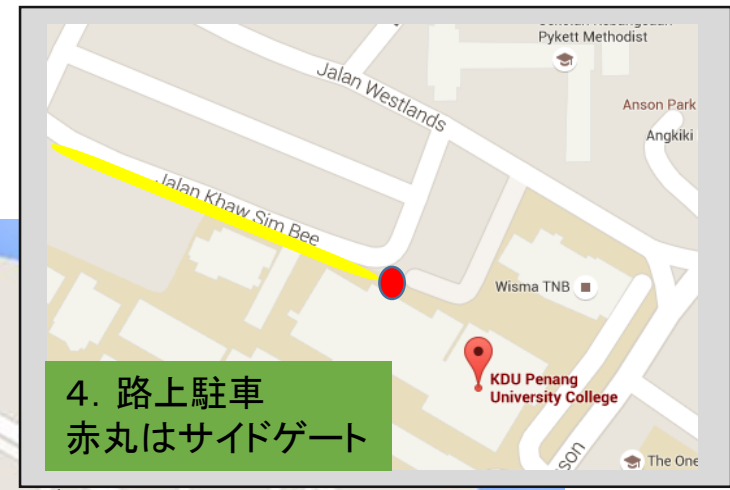 Pykett Methodist
Jalan Westlands
Anson Park
Angkiki
Jalan Khaw Sim Bee
Wisma TNB
KDU Penang
University College
4. 路上駐車
赤丸はサイドゲート
The One